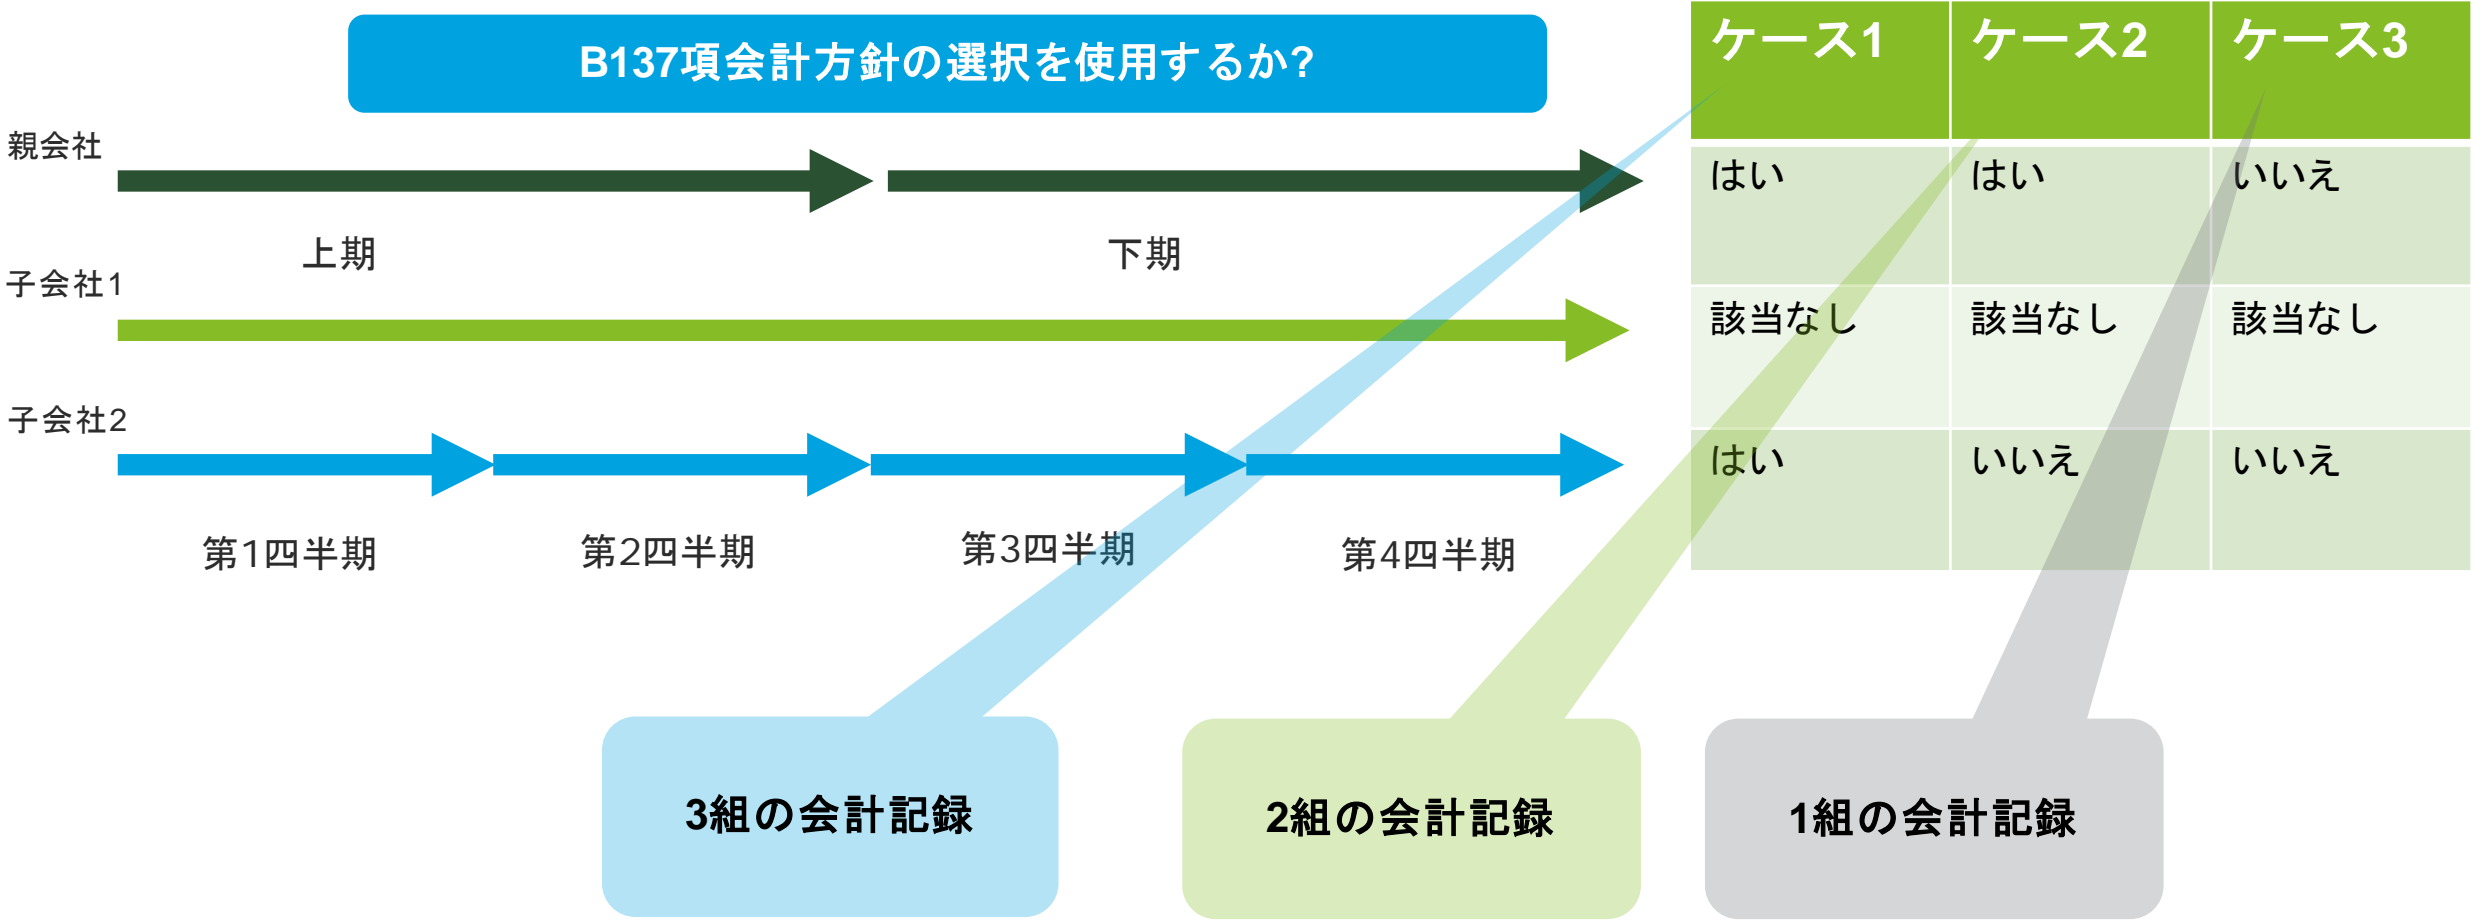 B137項会計方針の選択を使用するか?
ケース1 ケース2 ケース3
親会社
はい はい いいえ
上期 下期
子会社1
該当なし 該当なし 該当なし
子会社2
はい いいえ いいえ
第1四半期 第2四半期 第3四半期 第4四半期
3組の会計記録 2組の会計記録 1組の会計記録